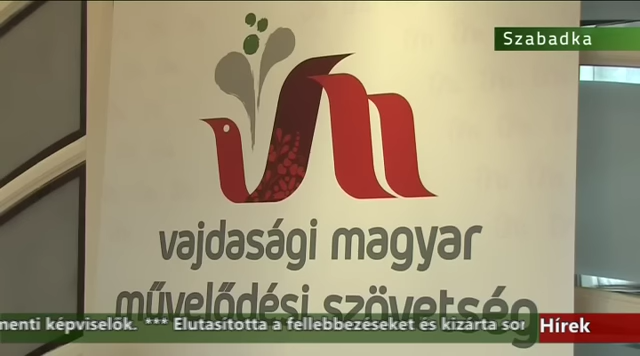 Szabadka
vajdasági magyar
művelődési szövetség
menti képviselők. *** Elutasította a fellebbezéseket és kizárta sor
Hírek